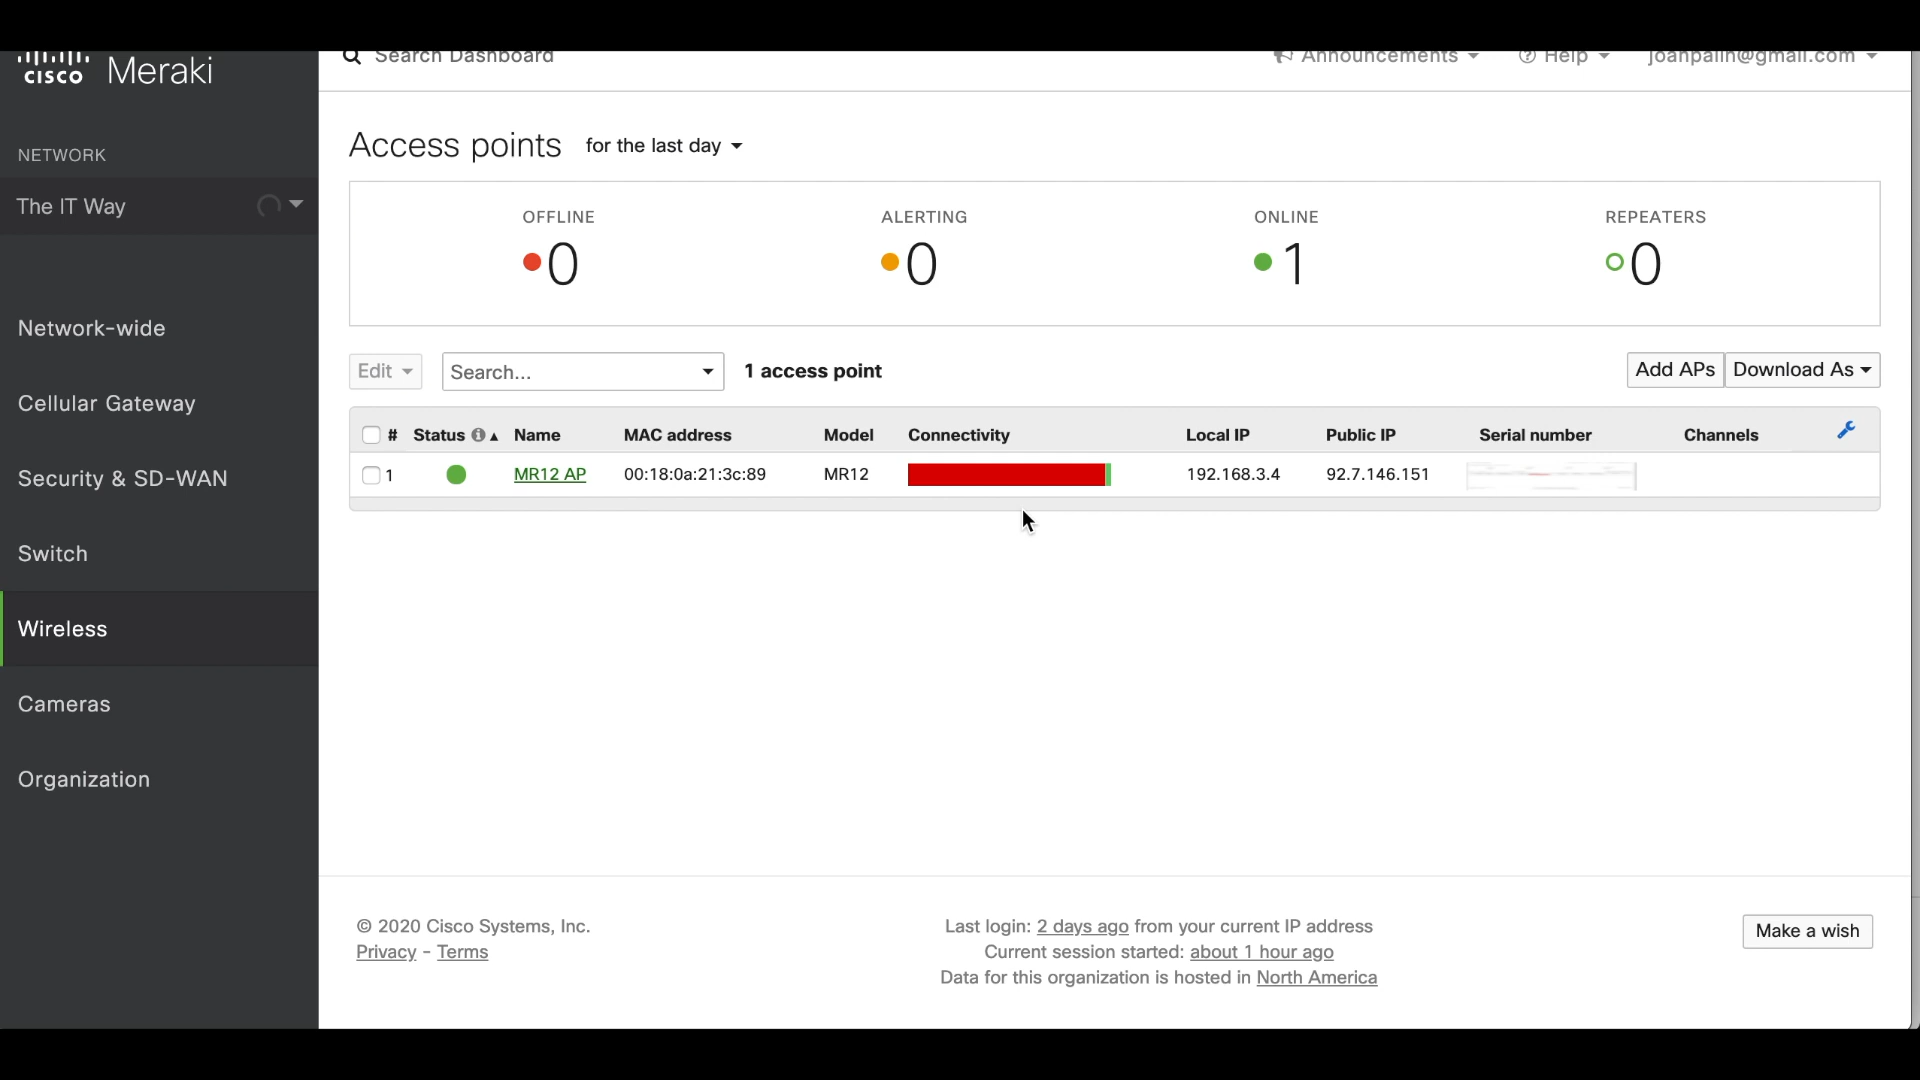 CISCO Meraki
Search Dashboard
Announcements
Help
joanpalin@gmail.com
NETWORK
The IT Way
Network-wide
Cellular Gateway
Security & SD-WAN
Switch
Wireless
Cameras
Organization
Access points for the last day
OFFLINE ALERTING ONLINE REPEATERS
0 0 1 0
Edit Search... 1 access point Add APs Download As
# Status Name MAC address Model Connectivity Local IP Public IP Serial number Channels
1 MR12 AP 00:18:0a:21:3c:89 MR12 192.168.3.4 92.7.146.151
© 2020 Cisco Systems, Inc.
Privacy - Terms
Last login: 2 days ago from your current IP address
Current session started: about 1 hour ago
Data for this organization is hosted in North America
Make a wish